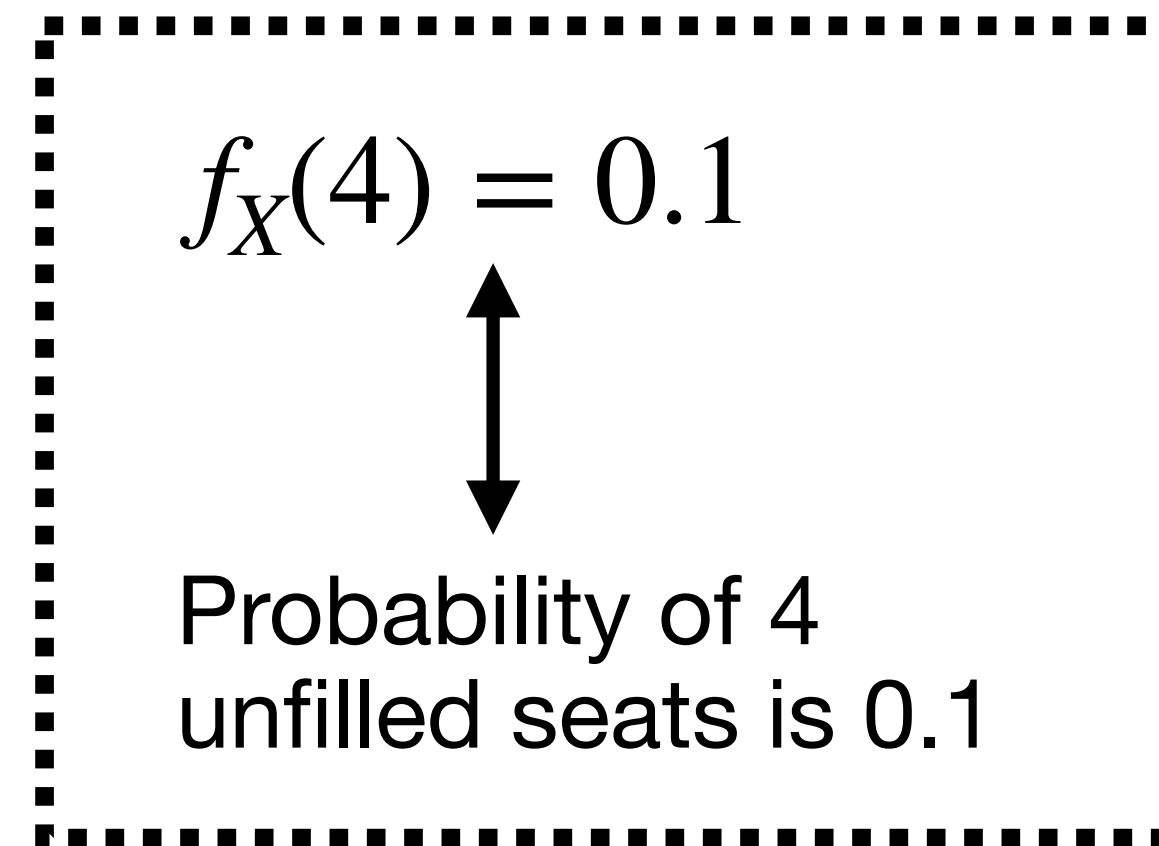 f_X(4) = 0.1
Probability of 4
unfilled seats is 0.1